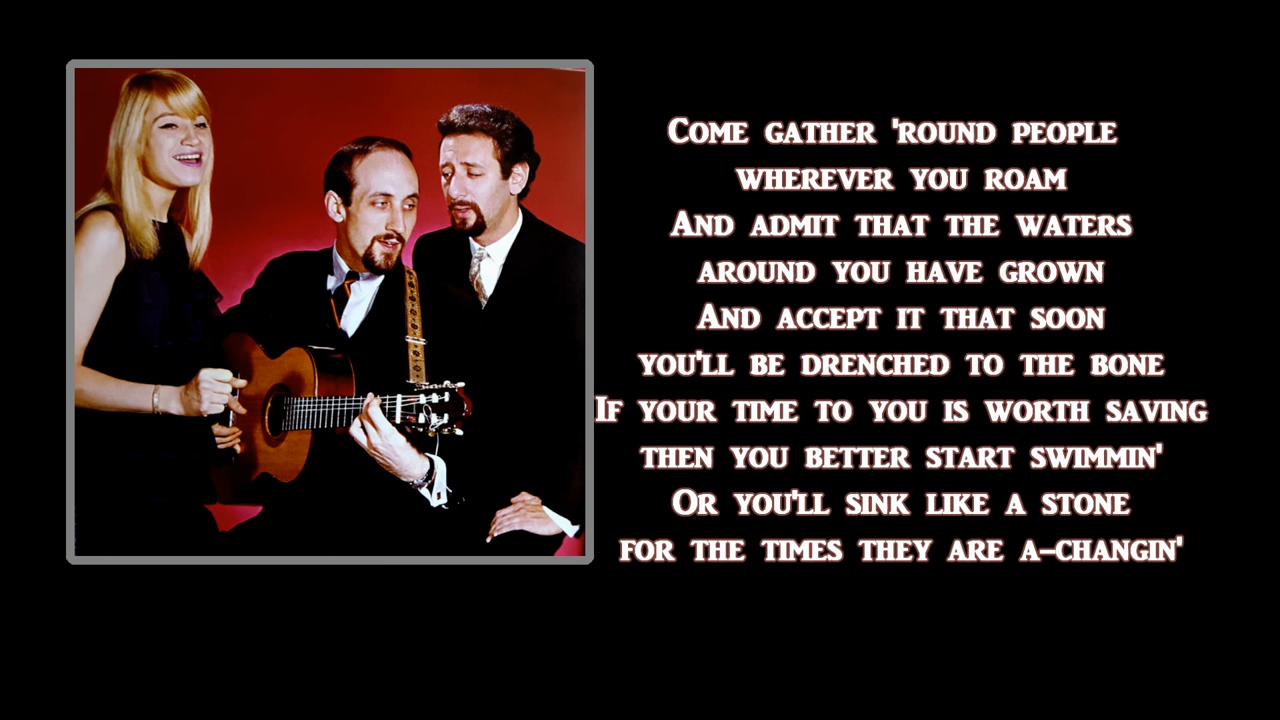 Come gather 'round people
wherever you roam
And admit that the waters
around you have grown
And accept it that soon
you'll be drenched to the bone
If your time to you is worth saving
then you better start swimmin'
Or you'll sink like a stone
for the times they are a-changin'